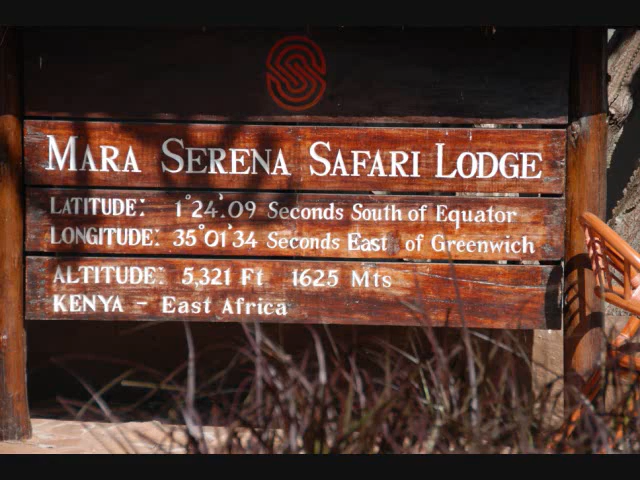 Mara Serena Safari Lodge
LATITUDE: 1°24'.09 Seconds South of Equator
LONGITUDE: 35°01'34 Seconds East of Greenwich
ALTITUDE: 5,321 Ft 1625 Mts
KENYA - East Africa